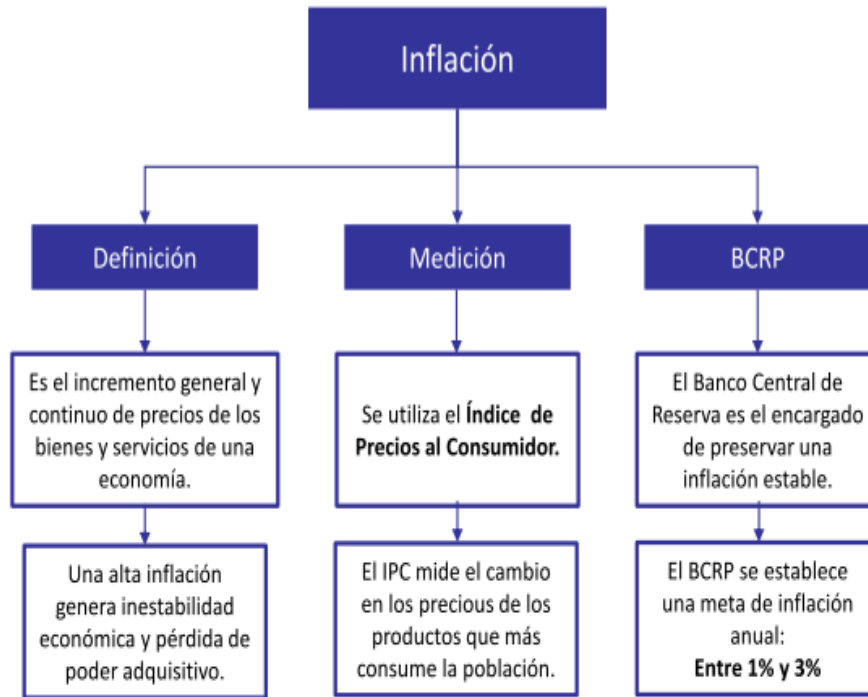 Inflación
Definición
Es el incremento general y
continuo de precios de los
bienes y servicios de una
economía.
Una alta inflación
genera inestabilidad
económica y pérdida de
poder adquisitivo.
Medición
Se utiliza el Índice de
Precios al Consumidor.
El IPC mide el cambio
en los precious de los
productos que más
consume la población.
BCRP
El Banco Central de
Reserva es el encargado
de preservar una
inflación estable.
El BCRP se establece
una meta de inflación
anual:
Entre 1% y 3%